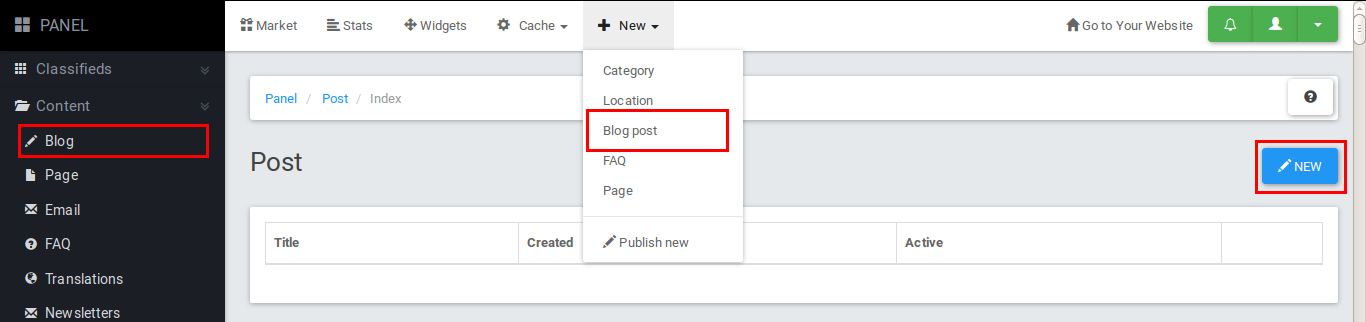 PANEL
Market Stats Widgets Cache New Go to Your Website
Classifieds
Content
Blog
Page
Email
FAQ
Translations
Newsletters
Category
Location
Blog post
FAQ
Page
Publish new
Panel / Post / Index
Post
NEW
Title Created Active